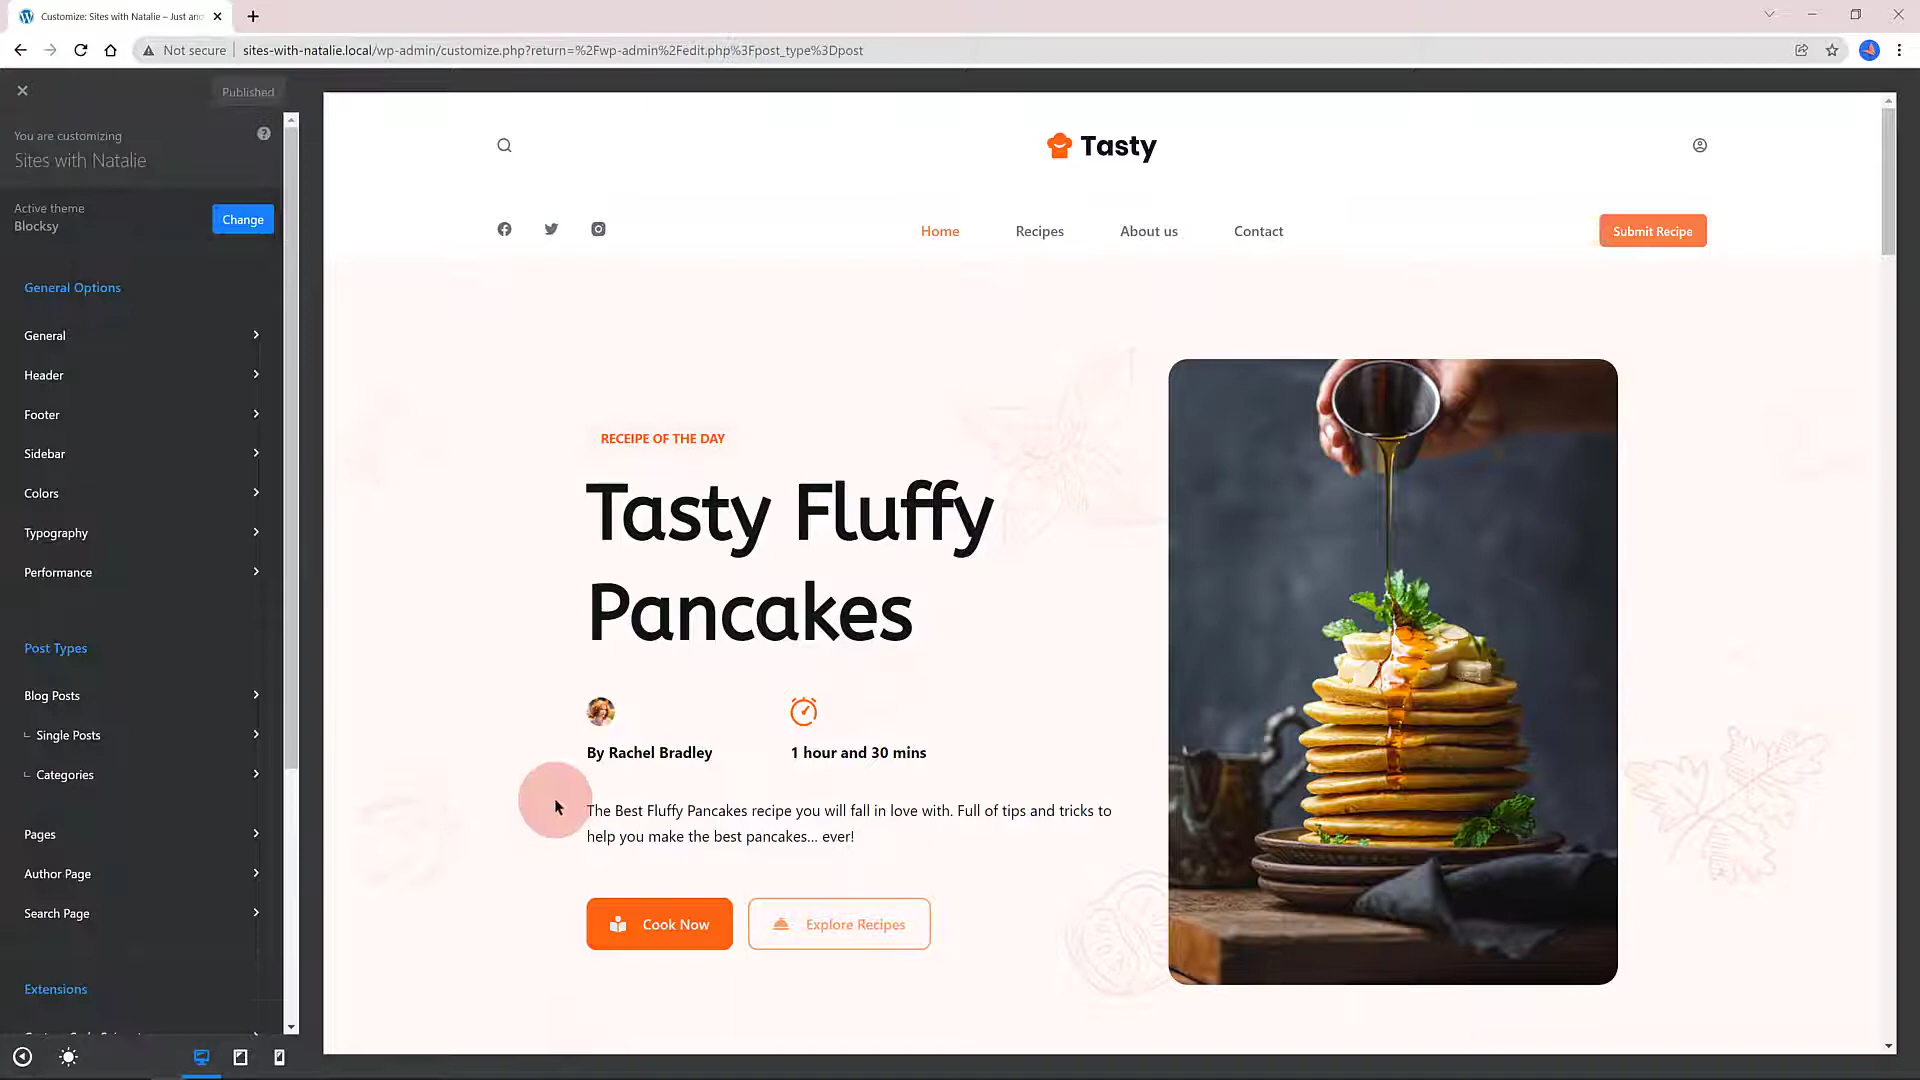 Customize: Sites with Natalie – Just and
Not secure
sites-with-natalie.local/wp-admin/customize.php?return=%2Fwp-admin%2Fedit.php%3Fpost_type%3Dpost
Published
You are customizing
Sites with Natalie
Active theme
Blocksy
Change
General Options
General
Header
Footer
Sidebar
Colors
Typography
Performance
Post Types
Blog Posts
Single Posts
Categories
Pages
Author Page
Search Page
Extensions
Tasty
Home
Recipes
About us
Contact
Submit Recipe
RECEIPE OF THE DAY
Tasty Fluffy
Pancakes
By Rachel Bradley
1 hour and 30 mins
The Best Fluffy Pancakes recipe you will fall in love with. Full of tips and tricks to
help you make the best pancakes... ever!
Cook Now
Explore Recipes